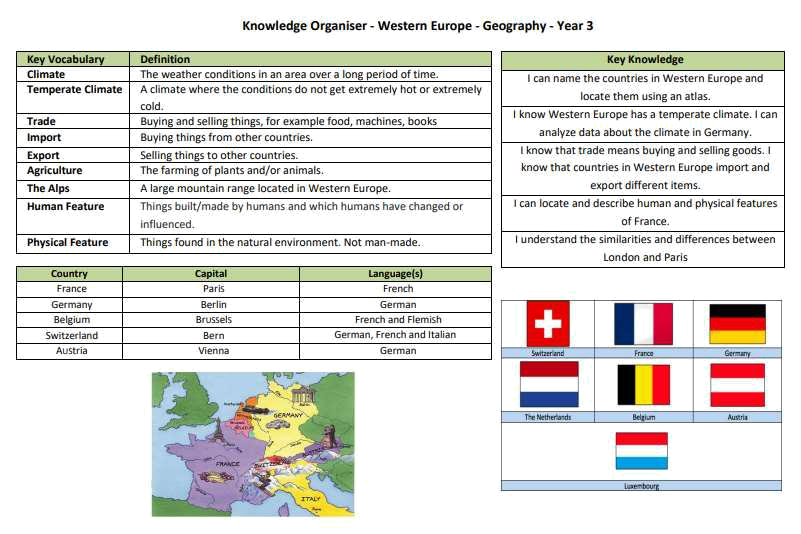 Knowledge Organiser - Western Europe - Geography - Year 3
Key Vocabulary Definition
Climate The weather conditions in an area over a long period of time.
Temperate Climate A climate where the conditions do not get extremely hot or extremely
cold.
Trade Buying and selling things, for example food, machines, books
Import Buying things from other countries.
Export Selling things to other countries.
Agriculture The farming of plants and/or animals.
The Alps A large mountain range located in Western Europe.
Human Feature Things built/made by humans and which humans have changed or
influenced.
Physical Feature Things found in the natural environment. Not man-made.
Key Knowledge
I can name the countries in Western Europe and
locate them using an atlas.
I know Western Europe has a temperate climate. I can
analyze data about the climate in Germany.
I know that trade means buying and selling goods. I
know that countries in Western Europe import and
export different items.
I can locate and describe human and physical features
of France.
I understand the similarities and differences between
London and Paris
Country Capital Language(s)
France Paris French
Germany Berlin German
Belgium Brussels French and Flemish
Switzerland Bern German, French and Italian
Austria Vienna German
Switzerland France Germany
The Netherlands Belgium Austria
Luxembourg
GERMANY
FRANCE
SWITZERLAND
ITALY